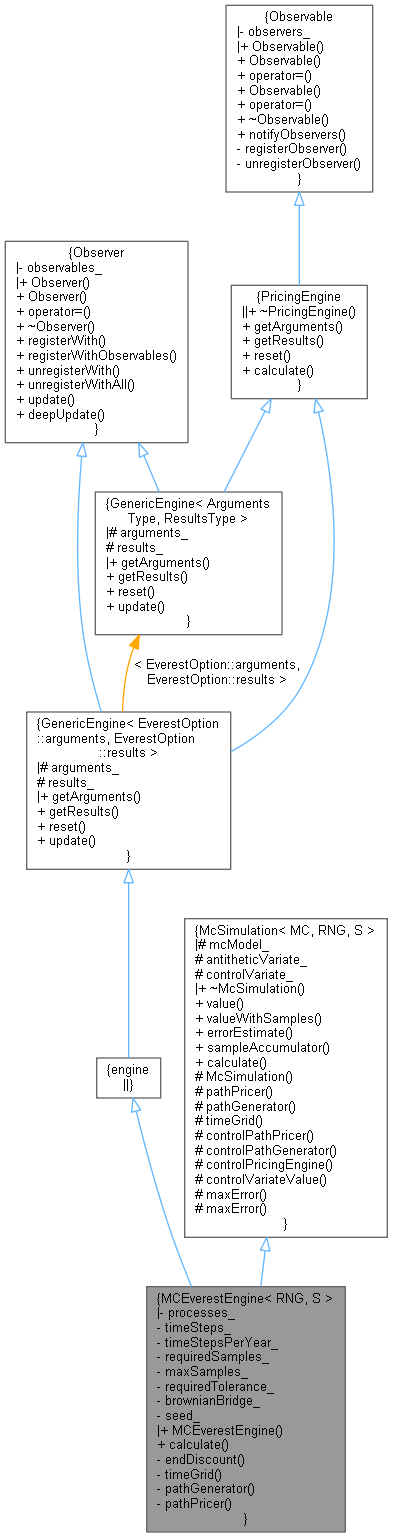 {Observable
|- observers_
|+ Observable()
+ Observable()
+ operator=()
+ Observable()
+ operator=()
+ ~Observable()
+ notifyObservers()
- registerObserver()
- unregisterObserver()
}
{Observer
|- observables_
|+ Observer()
+ Observer()
+ operator=()
+ ~Observer()
+ registerWith()
+ registerWithObservables()
+ unregisterWith()
+ unregisterWithAll()
+ update()
+ deepUpdate()
}
{PricingEngine
||+ ~PricingEngine()
+ getArguments()
+ getResults()
+ reset()
+ calculate()
}
{GenericEngine< Arguments
Type, ResultsType >
|# arguments_
# results_
|+ getArguments()
+ getResults()
+ reset()
+ update()
}
< EverestOption::arguments,
EverestOption::results >
{GenericEngine< EverestOption
::arguments, EverestOption
::results >
|# arguments_
# results_
|+ getArguments()
+ getResults()
+ reset()
+ update()
}
{McSimulation< MC, RNG, S >
|# mcModel_
# antitheticVariate_
# controlVariate_
|+ ~McSimulation()
+ value()
+ valueWithSamples()
+ errorEstimate()
+ sampleAccumulator()
+ calculate()
# McSimulation()
# pathPricer()
# pathGenerator()
# timeGrid()
# controlPathPricer()
# controlPathGenerator()
# controlPricingEngine()
# controlVariateValue()
# maxError()
# maxError()
}
{engine
||}
{MCEverestEngine< RNG, S >
|- processes_
- timeSteps_
- timeStepsPerYear_
- requiredSamples_
- maxSamples_
- requiredTolerance_
- brownianBridge_
- seed_
|+ MCEverestEngine()
+ calculate()
- endDiscount()
- timeGrid()
- pathGenerator()
- pathPricer()
}